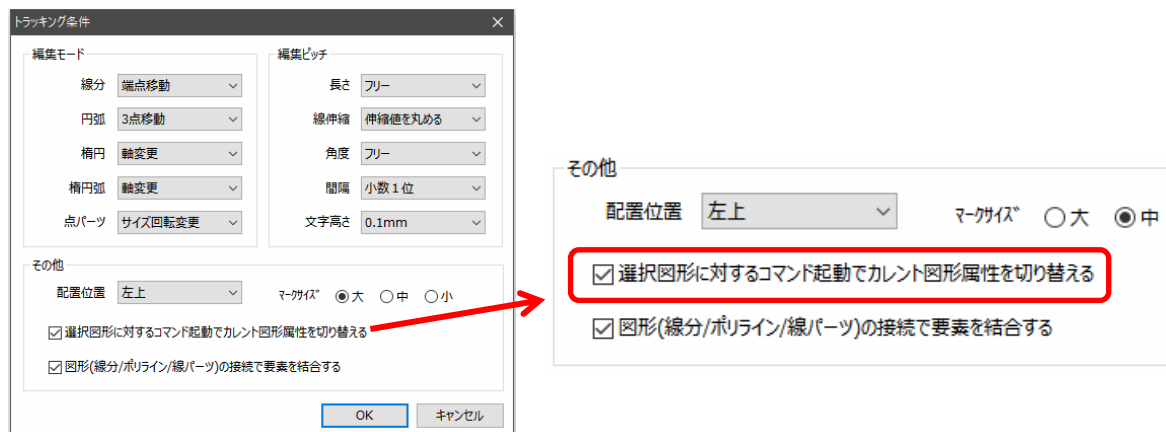 トラッキング条件
編集モード
線分 端点移動
円弧 3点移動
楕円 軸変更
楕円弧 軸変更
点パーツ サイズ回転変更
編集ピッチ
長さ フリー
線伸縮 伸縮値を丸める
角度 フリー
間隔 小数1位
文字高さ 0.1mm
その他
配置位置 左上 マークサイズ 大 中 小
選択図形に対するコマンド起動でカレント図形属性を切り替える
図形(線分/ポリライン/線パーツ)の接続で要素を結合する
OK キャンセル
その他
配置位置 左上 マークサイズ 大 中
選択図形に対するコマンド起動でカレント図形属性を切り替える
図形(線分/ポリライン/線パーツ)の接続で要素を結合する